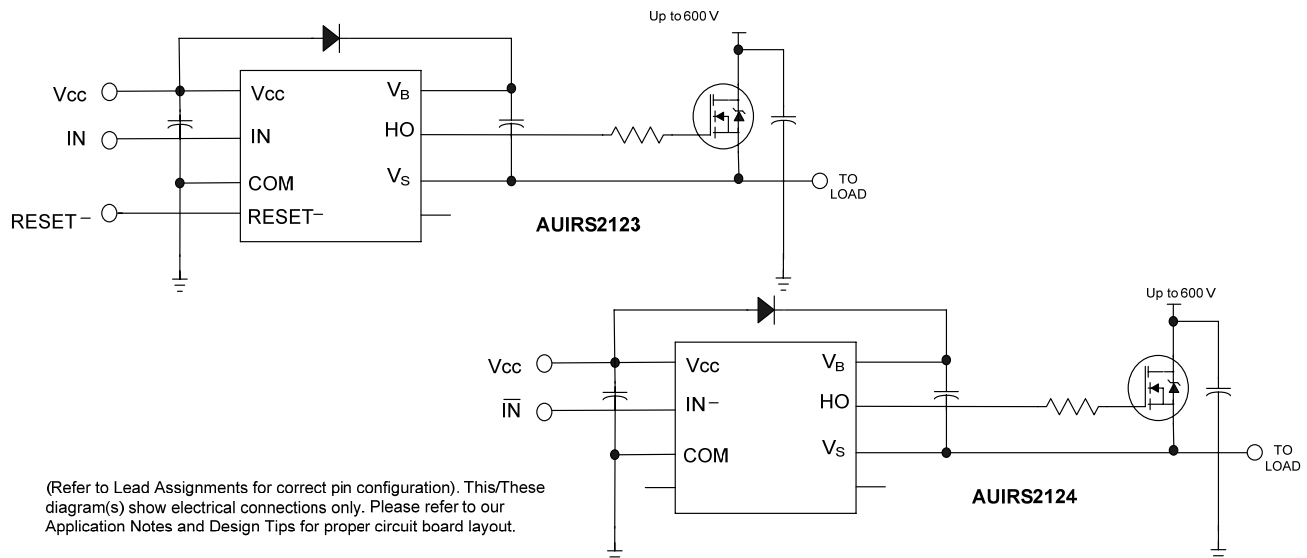 Up to 600 V
Vcc
Vcc
VB
IN
IN
HO
COM
VS
TO
LOAD
RESET–
RESET–
AUIRS2123
Up to 600 V
Vcc
Vcc
VB
IN̅
IN–
HO
COM
VS
TO
LOAD
AUIRS2124
(Refer to Lead Assignments for correct pin configuration). This/These
diagram(s) show electrical connections only. Please refer to our
Application Notes and Design Tips for proper circuit board layout.